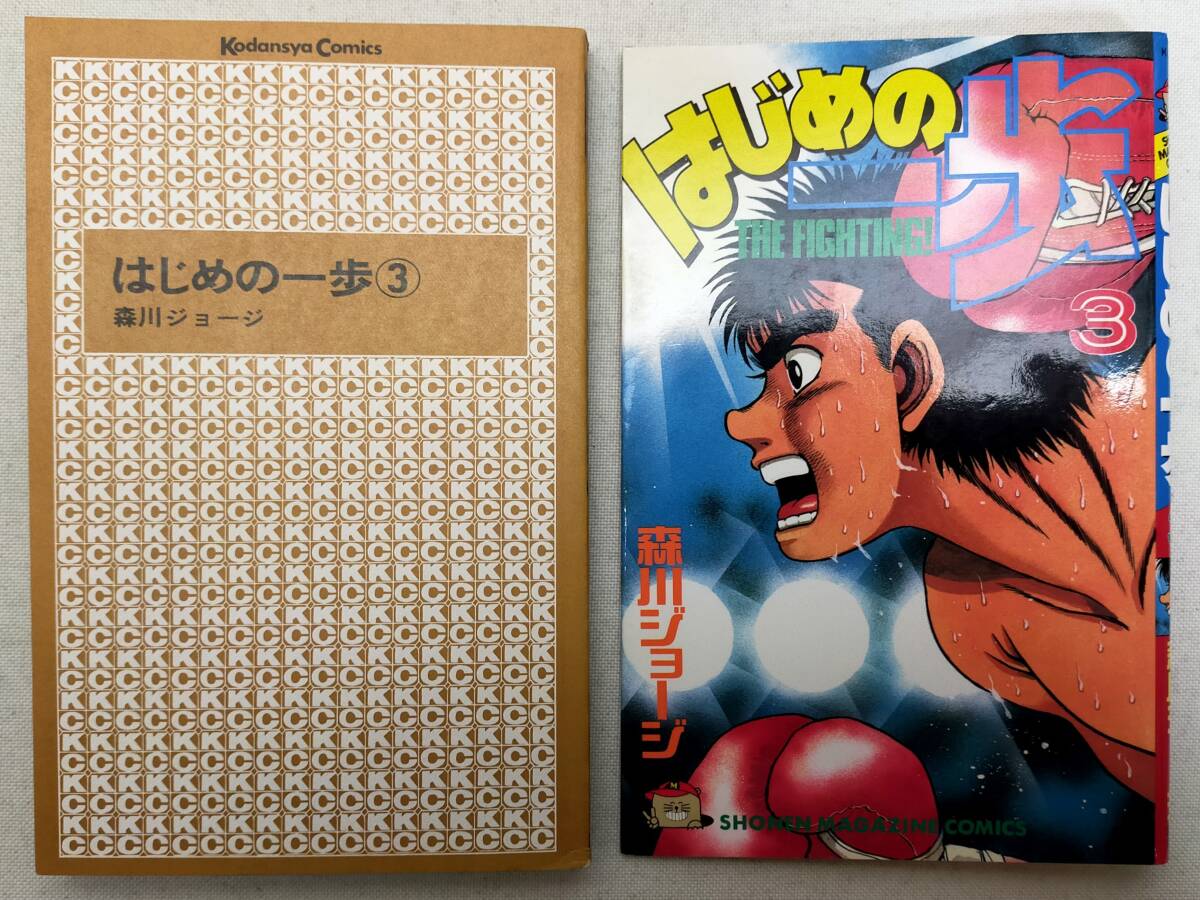 Kodansya Comics
はじめの一歩③
森川ジョージ
はじめの
一歩
THE FIGHTING!
3
森川ジョージ
M
SHONEN MAGAZINE COMICS